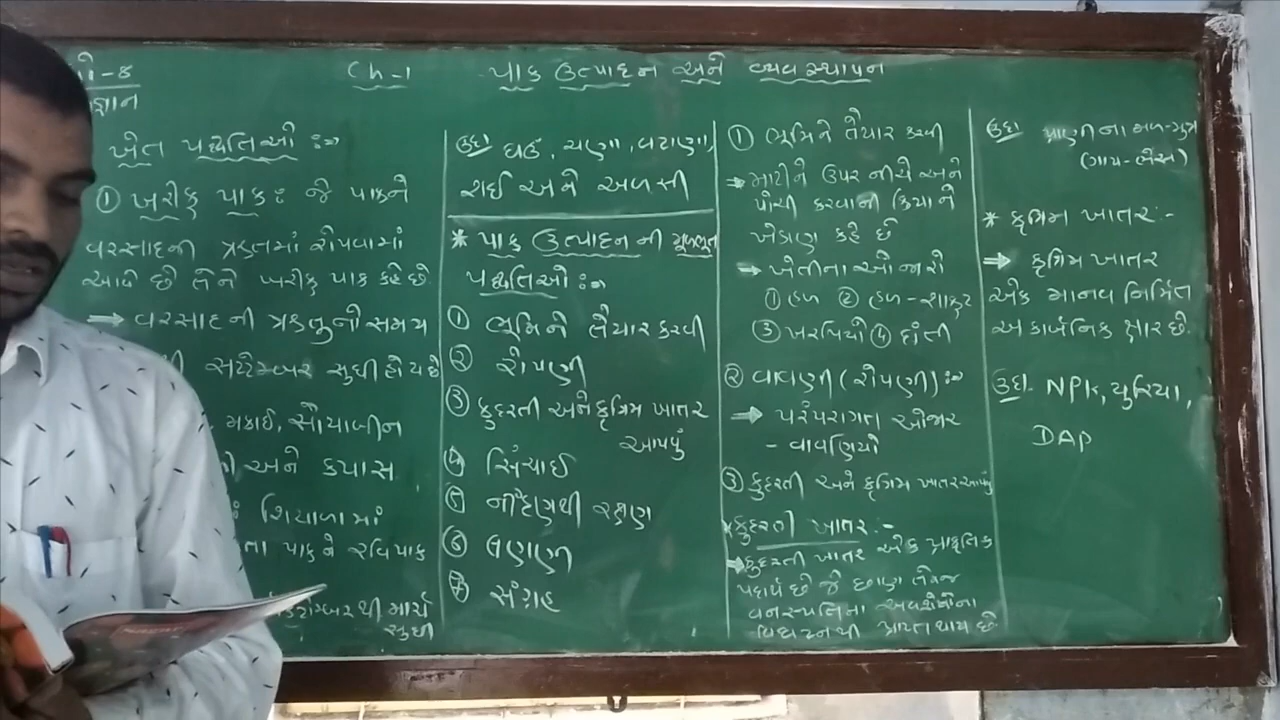 ધો-૪
વિજ્ઞાન
Ch-1
પાક ઉત્પાદન અને વ્યવસ્થાપન
ખેત પદ્ધતિઓ :-
① ખરીફ પાક : જે પાકને
વરસાદની ઋતુમાં રોપવામાં
આવે છે તેને ખરીફ પાક કહે છે
⇒ વરસાદની ઋતુનો સમય
થી સપ્ટેમ્બર સુધી હોય છે
મકાઈ, સોયાબીન
અને કપાસ
શિયાળામાં
પાકને રવિપાક
ઓક્ટોમ્બરથી માર્ચ
સુધી
ઉદા ઘઉં, ચણા, વટાણા,
રાઈ અને અળસી
* પાક ઉત્પાદનની મૂળભૂત
પદ્ધતિઓ :-
① ભૂમિને તૈયાર કરવી
② રોપણી
③ કુદરતી અને કૃત્રિમ ખાતર
આપવું
④ સિંચાઈ
⑤ નીંદણથી રક્ષણ
⑥ લણણી
⑦ સંગ્રહ
① ભૂમિને તૈયાર કરવી
⇒ માટીને ઉપર નીચે અને
પોચી કરવાની ક્રિયાને
ખેડાણ કહે છે
⇒ ખેતીના ઓજારો
① હળ ② હળ-શાફ્ટ
③ ખરપિયો ④ દાંતી
② વાવણી (રોપણી) :-
⇒ પરંપરાગત ઓજાર
- વાવણિયો
③ કુદરતી અને કૃત્રિમ ખાતર આપવું
* કુદરતી ખાતર :-
⇒ કુદરતી ખાતર એક પ્રાકૃતિક
પદાર્થ છે જે છાણ તેમજ
વનસ્પતિના અવશેષોના
વિઘટનથી પ્રાપ્ત થાય છે
ઉદા પ્રાણીના મળ-મુત્ર
(ગાય-ભેંસ)
* કૃત્રિમ ખાતર :-
⇒ કૃત્રિમ ખાતર
એક માનવ નિર્મિત
અકાર્બનિક ક્ષાર છે.
ઉદા- NPK, યુરિયા,
DAP